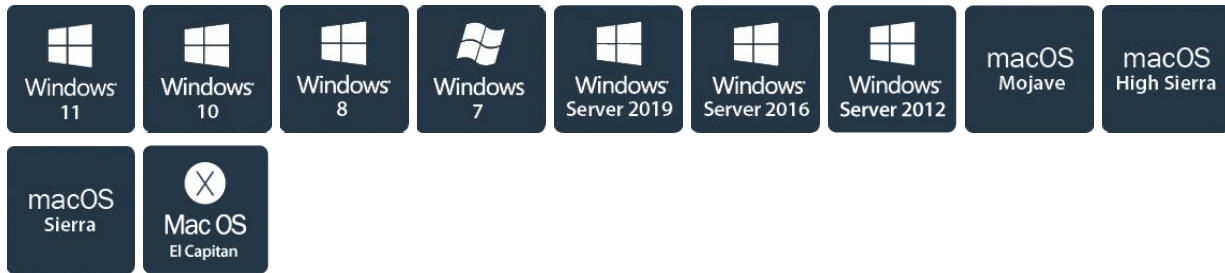 Windows
11
Windows
10
Windows
8
Windows
7
Windows
Server 2019
Windows
Server 2016
Windows
Server 2012
macOS
Mojave
macOS
High Sierra
macOS
Sierra
X
Mac OS
El Capitan